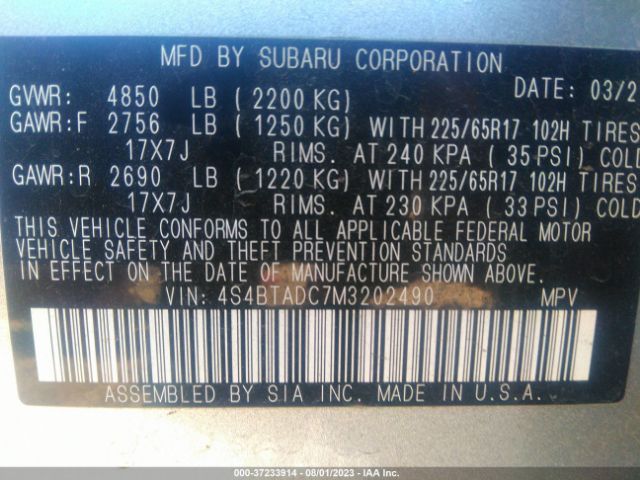 MFD BY SUBARU CORPORATION
DATE: 03/2
GVWR: 4850 LB ( 2200 KG)
GAWR:F 2756 LB ( 1250 KG) WITH 225/65R17 102H TIRES
17X7J RIMS. AT 240 KPA ( 35 PSI) COLD
GAWR:R 2690 LB ( 1220 KG) WITH 225/65R17 102H TIRES
17X7J RIMS. AT 230 KPA ( 33 PSI) COLD
THIS VEHICLE CONFORMS TO ALL APPLICABLE FEDERAL MOTOR
VEHICLE SAFETY AND THEFT PREVENTION STANDARDS
IN EFFECT ON THE DATE OF MANUFACTURE SHOWN ABOVE.
VIN: 4S4BTADC7M3202490 MPV
ASSEMBLED BY SIA INC. MADE IN U.S.A.
000-37233914 - 08/01/2023 - IAA Inc.